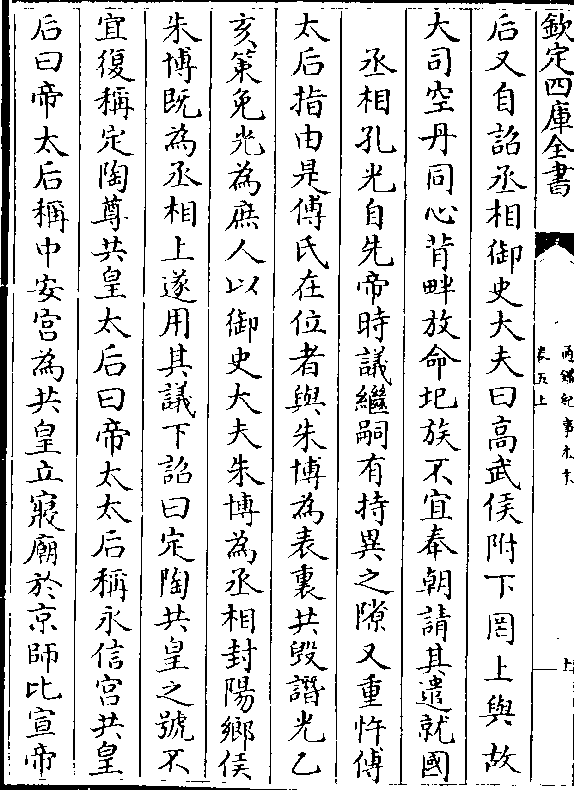 欽定四庫全書
通鑑紀事本末
卷五上
后又自詔丞相御史大夫曰高武侯附下罔上與故
大司空丹同心背畔放命圯族不宜奉朝請其遣就國
丞相孔光自先帝時議繼嗣有持異之隙又重忤傅
太后指由是傅氏在位者與朱博為表裏共毀譖光乙
亥策免光為庶人以御史大夫朱博為丞相封陽鄉侯
朱博既為丞相上遂用其議下詔曰定陶共皇之號不
宜復稱定陶尊共皇太后曰帝太太后稱永信宮共皇
后曰帝太后稱中安宮為共皇立寢廟於京師比宣帝